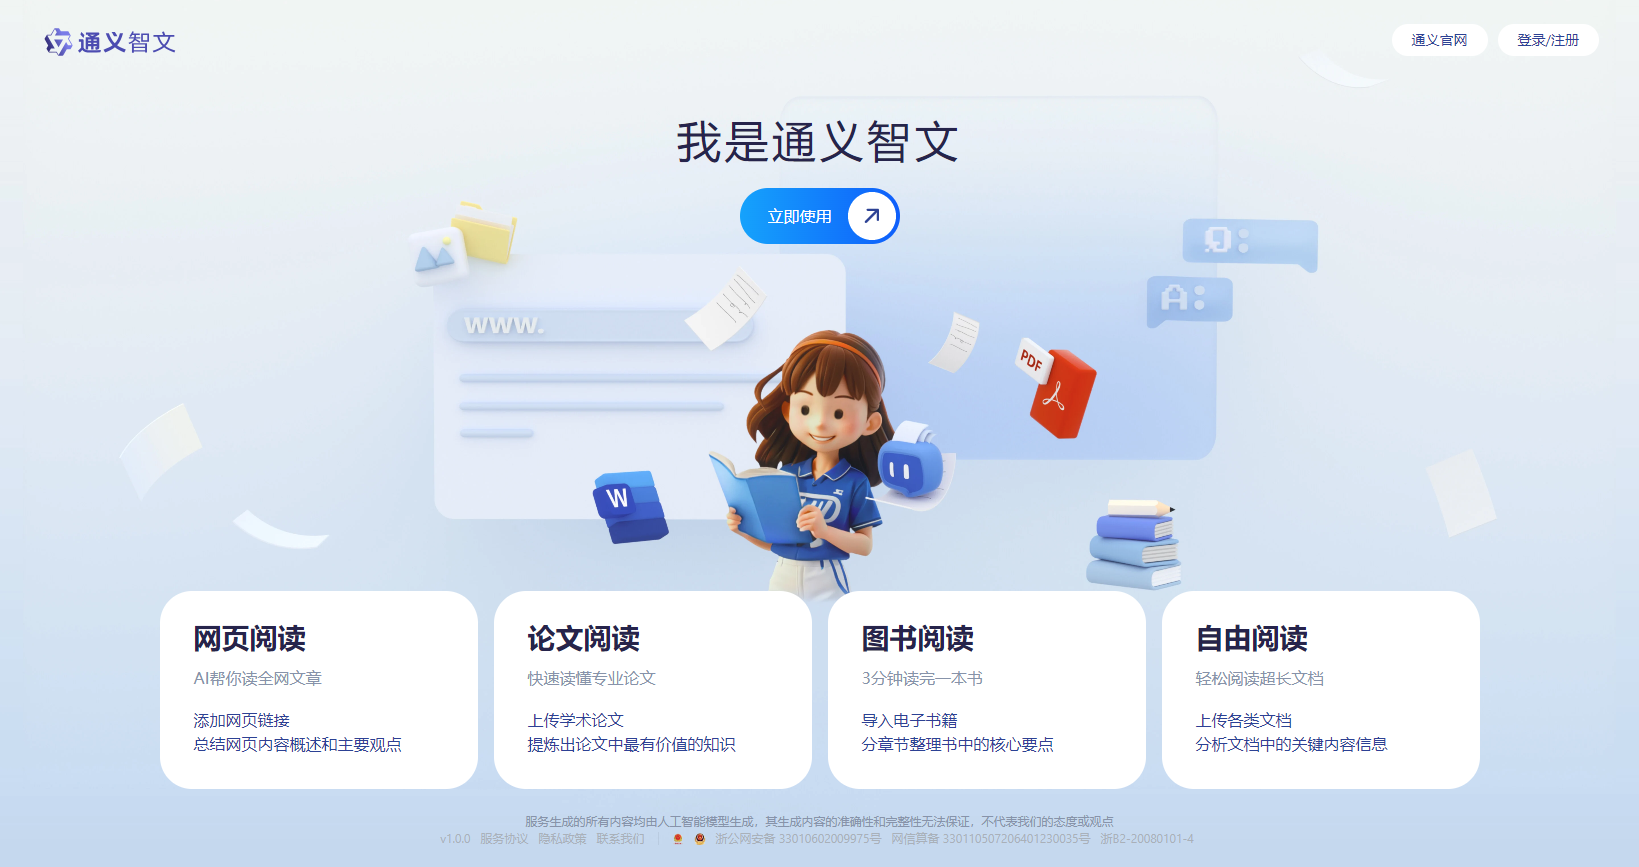 通义智文
通义官网
登录/注册
我是通义智文
立即使用
Q:
A:
www.
PDF
W
网页阅读
AI帮你读全网文章
添加网页链接
总结网页内容概述和主要观点
论文阅读
快速读懂专业论文
上传学术论文
提炼出论文中最有价值的知识
图书阅读
3分钟读完一本书
导入电子书籍
分章节整理书中的核心要点
自由阅读
轻松阅读超长文档
上传各类文档
分析文档中的关键内容信息
服务生成的所有内容均由人工智能模型生成，其生成内容的准确性和完整性无法保证，不代表我们的态度或观点
v1.0.0 服务协议 隐私政策 联系我们 浙公网安备 33010602009975号 网信算备 330110507206401230035号 浙B2-20080101-4